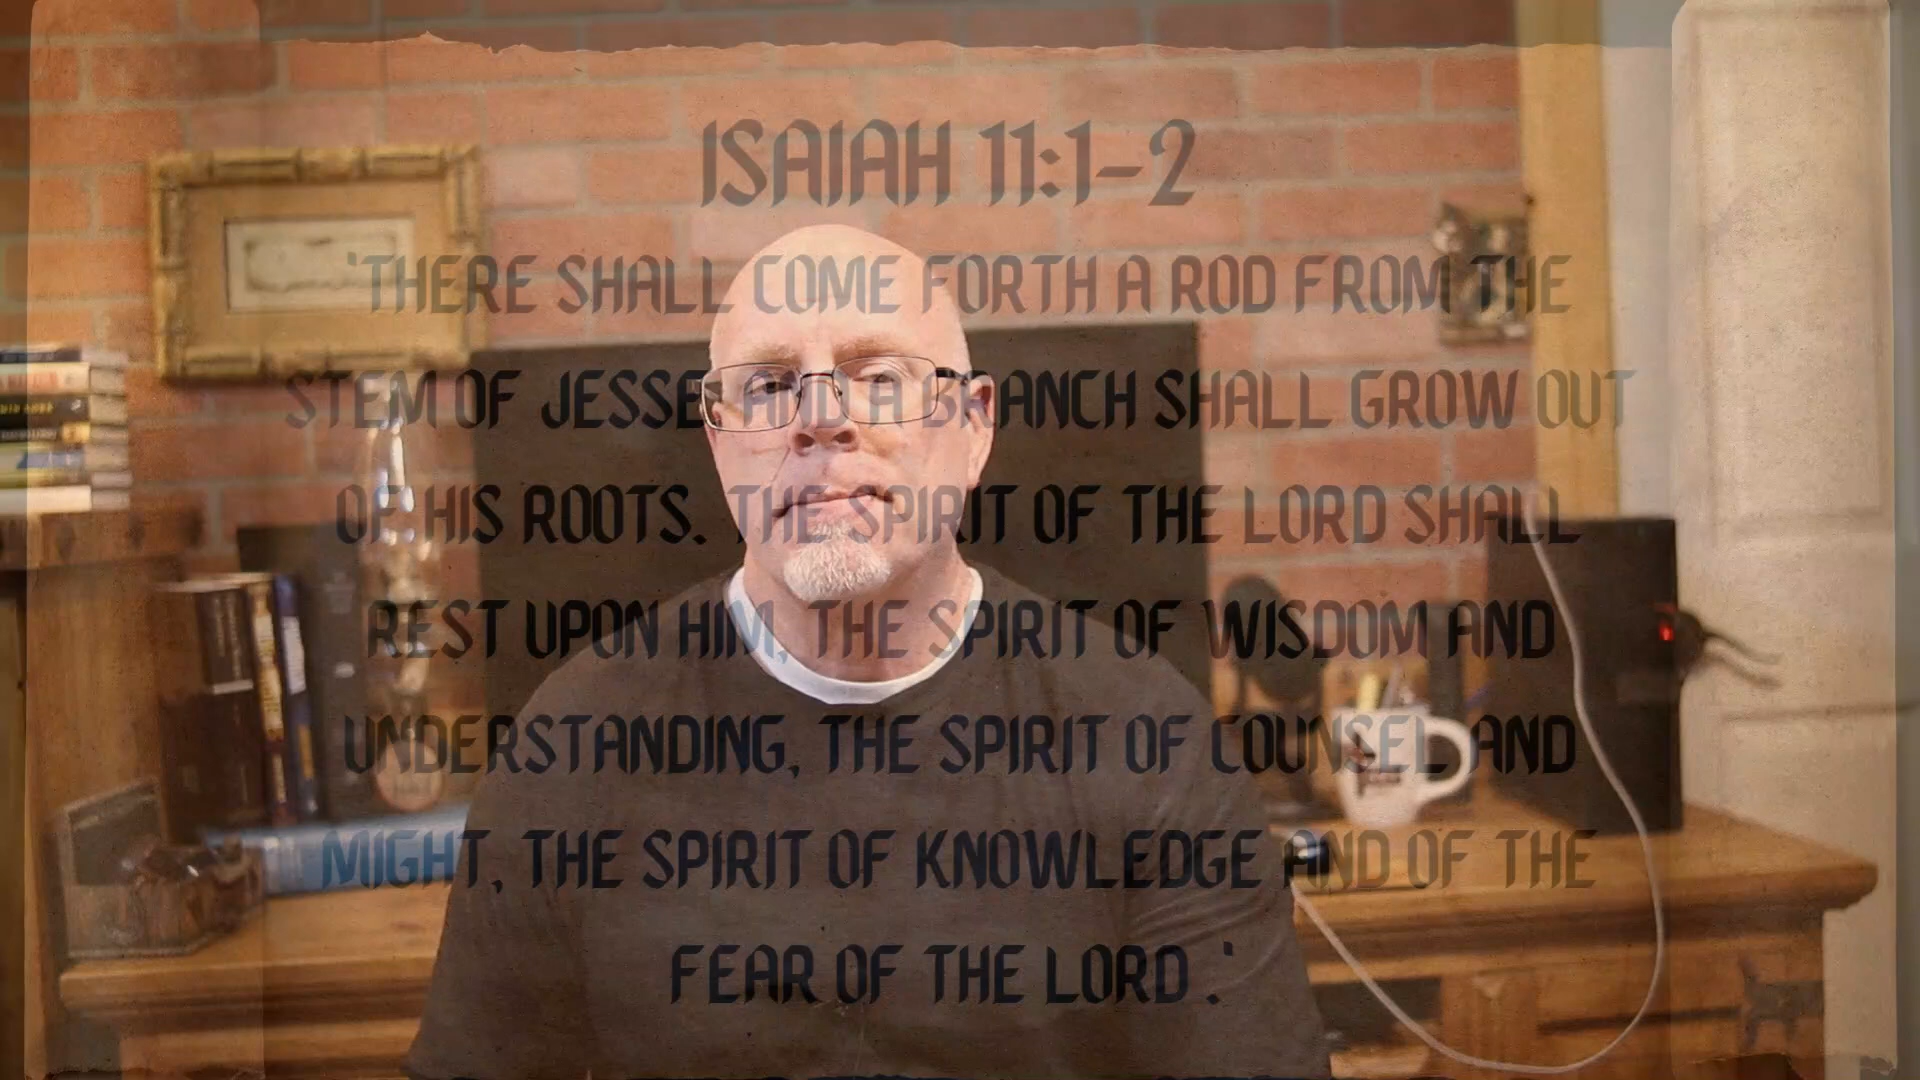 ISAIAH 11:1-2
'THERE SHALL COME FORTH A ROD FROM THE
STEM OF JESSE AND A BRANCH SHALL GROW OUT
OF HIS ROOTS. THE SPIRIT OF THE LORD SHALL
REST UPON HIM, THE SPIRIT OF WISDOM AND
UNDERSTANDING, THE SPIRIT OF COUNSEL AND
MIGHT, THE SPIRIT OF KNOWLEDGE AND OF THE
FEAR OF THE LORD .'